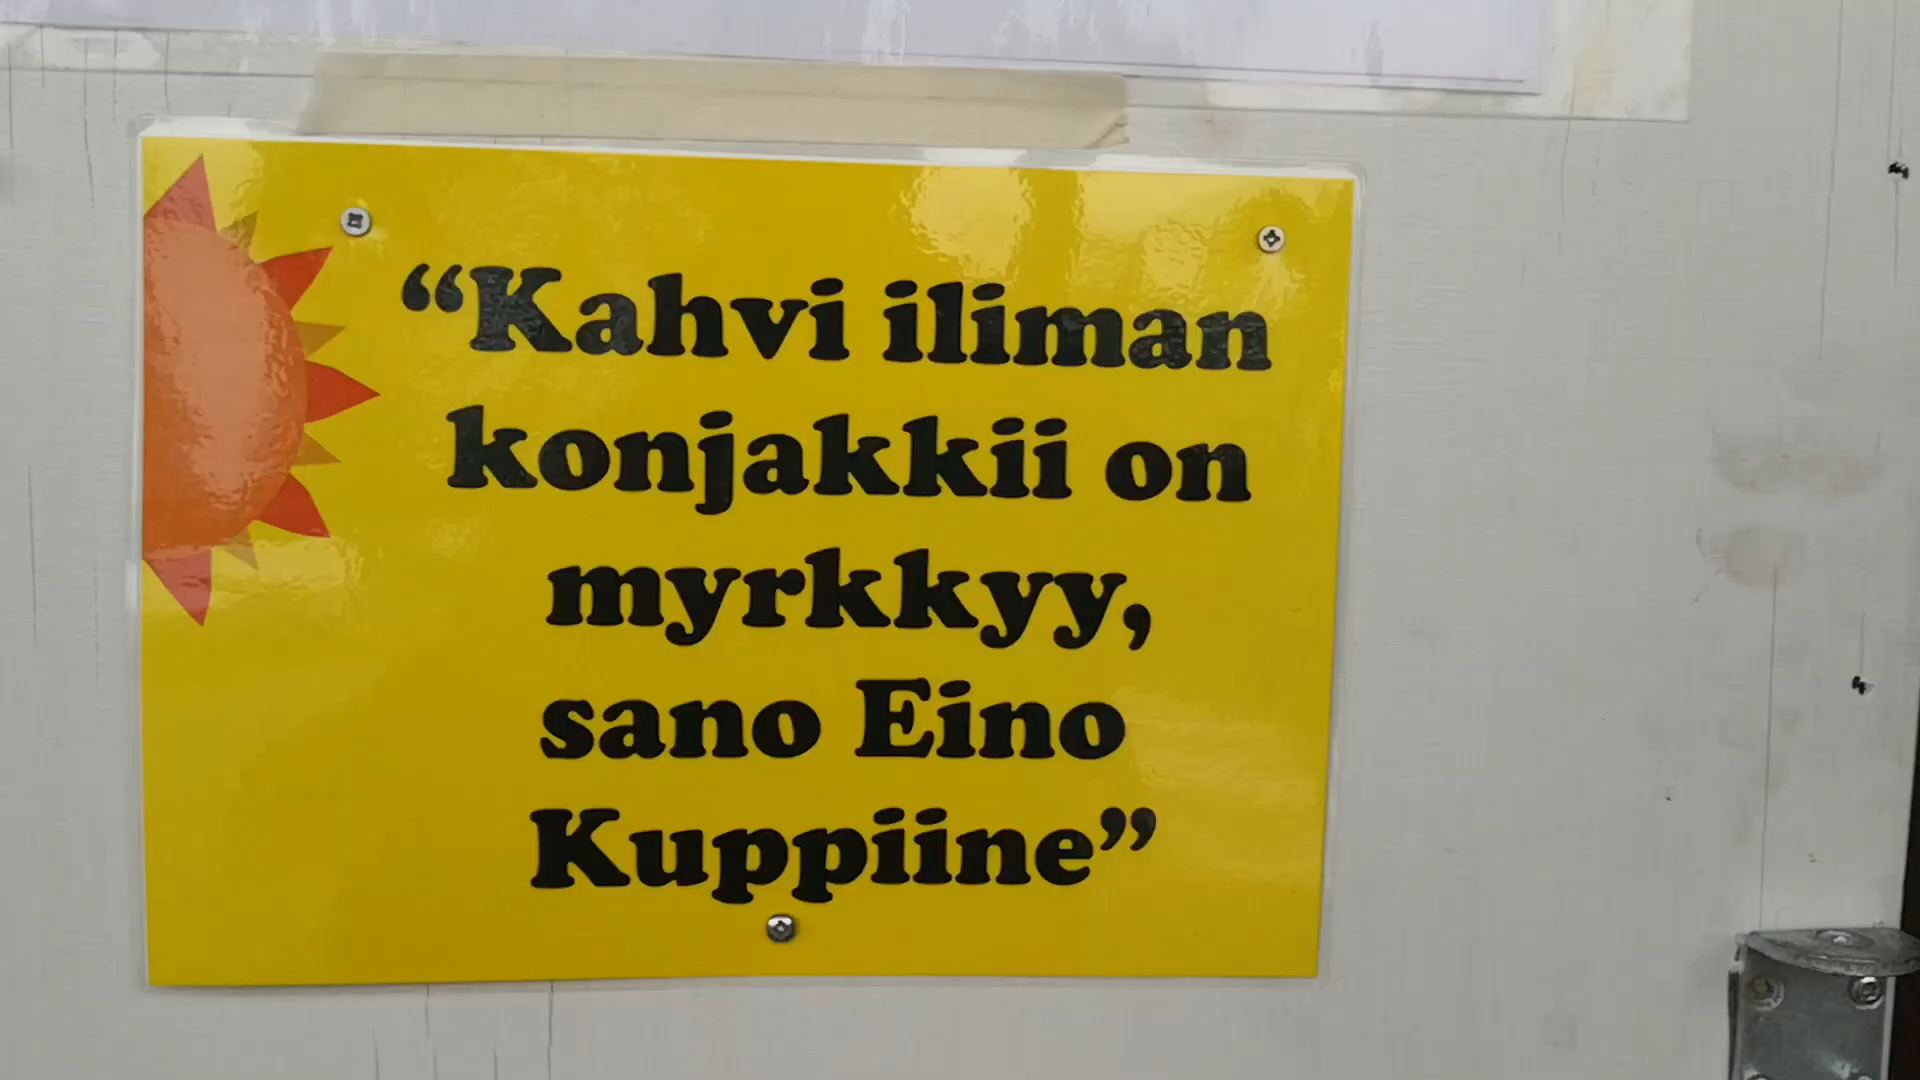 “Kahvi iliman
konjakkii on
myrkkyy,
sano Eino
Kuppiine”